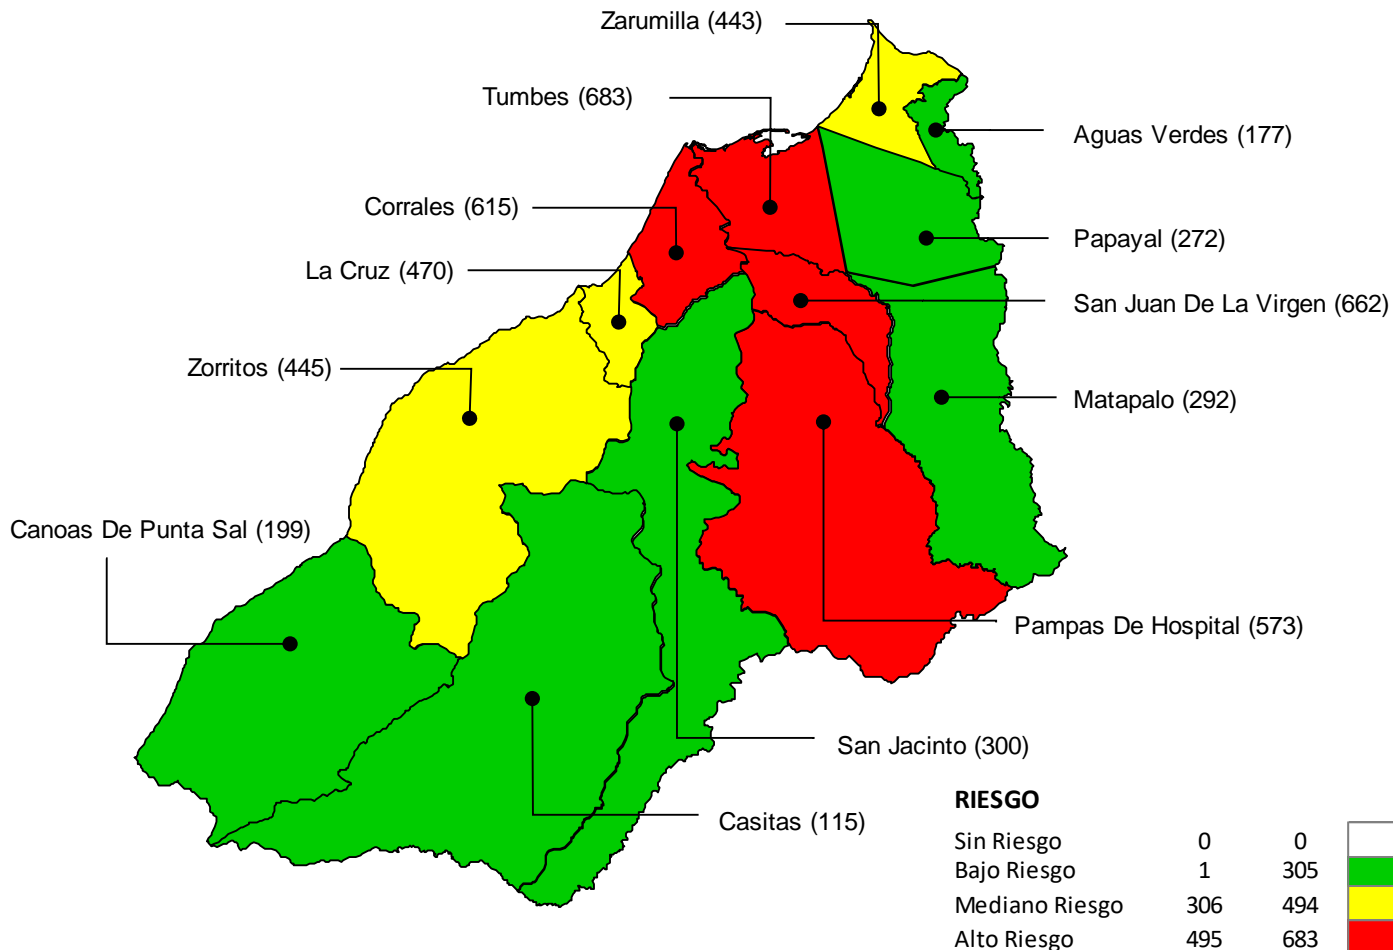 Zarumilla (443)
Tumbes (683)
Aguas Verdes (177)
Corrales (615)
Papayal (272)
La Cruz (470)
San Juan De La Virgen (662)
Zorritos (445)
Matapalo (292)
Canoas De Punta Sal (199)
Pampas De Hospital (573)
San Jacinto (300)
Casitas (115)
RIESGO
Sin Riesgo 0 0
Bajo Riesgo 1 305
Mediano Riesgo 306 494
Alto Riesgo 495 683